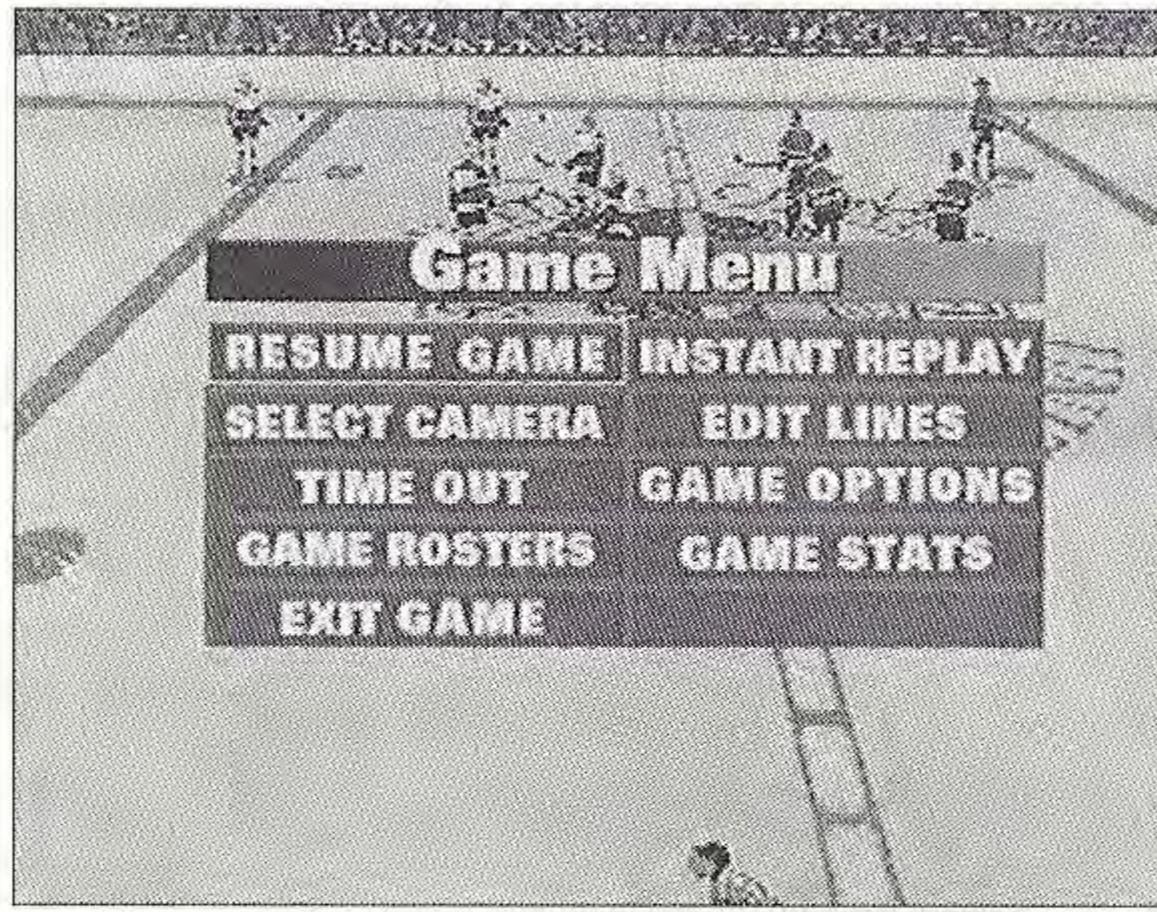 Game Menu
RESUME GAME INSTANT REPLAY
SELECT CAMERA EDIT LINES
TIME OUT GAME OPTIONS
GAME ROSTERS GAME STATS
EXIT GAME